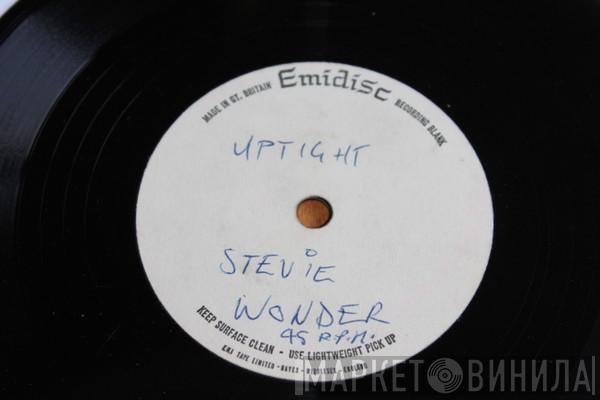 MADE IN GT. BRITAIN Emidisc RECORDING BLANK
UPTIGHT
STEVIE
WONDER
45 R.P.M.
KEEP SURFACE CLEAN - USE LIGHTWEIGHT PICK UP
E.M.I TAPE LIMITED - HAYES - MIDDLESEX - ENGLAND
МАРКЕТ ВИНИЛА